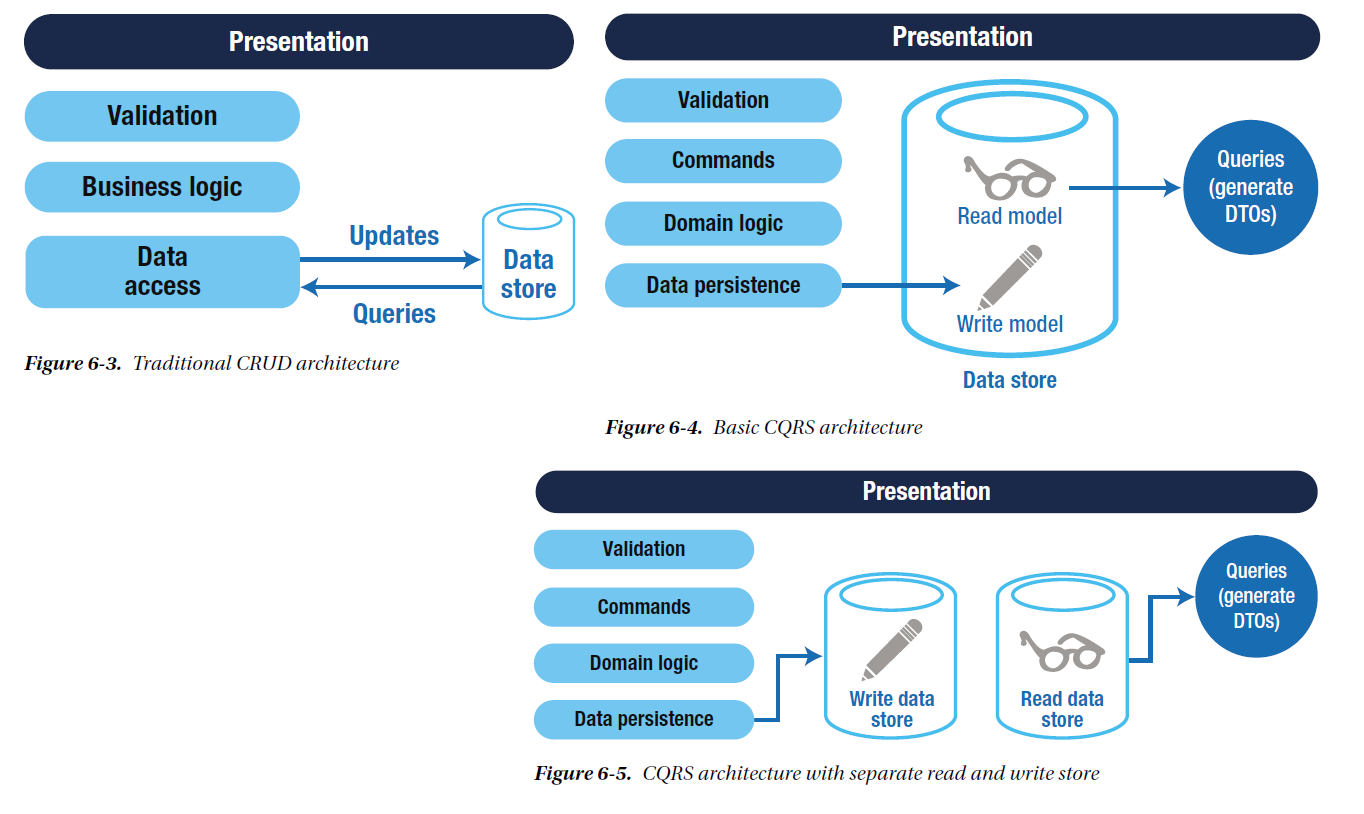 Presentation
Validation
Business logic
Data
access
Updates
Queries
Data
store
Figure 6-3. Traditional CRUD architecture
Presentation
Validation
Commands
Domain logic
Data persistence
Read model
Write model
Data store
Queries
(generate
DTOs)
Figure 6-4. Basic CQRS architecture
Presentation
Validation
Commands
Domain logic
Data persistence
Write data
store
Read data
store
Queries
(generate
DTOs)
Figure 6-5. CQRS architecture with separate read and write store